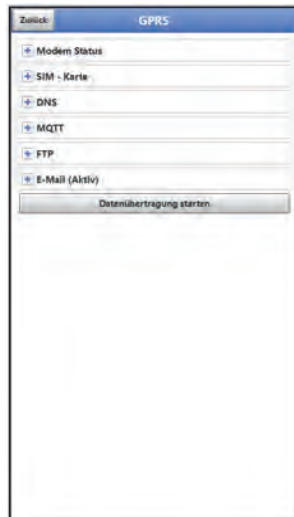 Zurück
GPRS
Modem Status
SIM - Karte
DNS
MQTT
FTP
E-Mail (Aktiv)
Datenübertragung starten